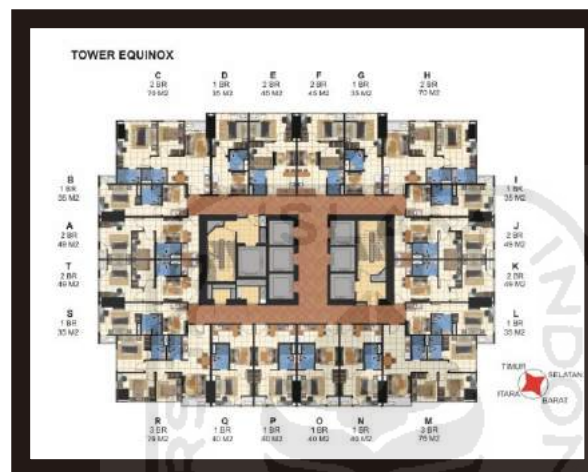 TOWER EQUINOX
C
2 BR
70 M2
D
1 BR
35 M2
E
2 BR
45 M2
F
2 BR
45 M2
G
1 BR
35 M2
H
2 BR
70 M2
B
1 BR
35 M2
A
2 BR
49 M2
T
2 BR
49 M2
S
1 BR
35 M2
I
1 BR
35 M2
J
2 BR
49 M2
K
2 BR
49 M2
L
1 BR
35 M2
TIMUR
SELATAN
UTARA
BARAT
R
3 BR
76 M2
Q
1 BR
40 M2
P
1 BR
40 M2
O
1 BR
40 M2
N
1 BR
40 M2
M
3 BR
76 M2